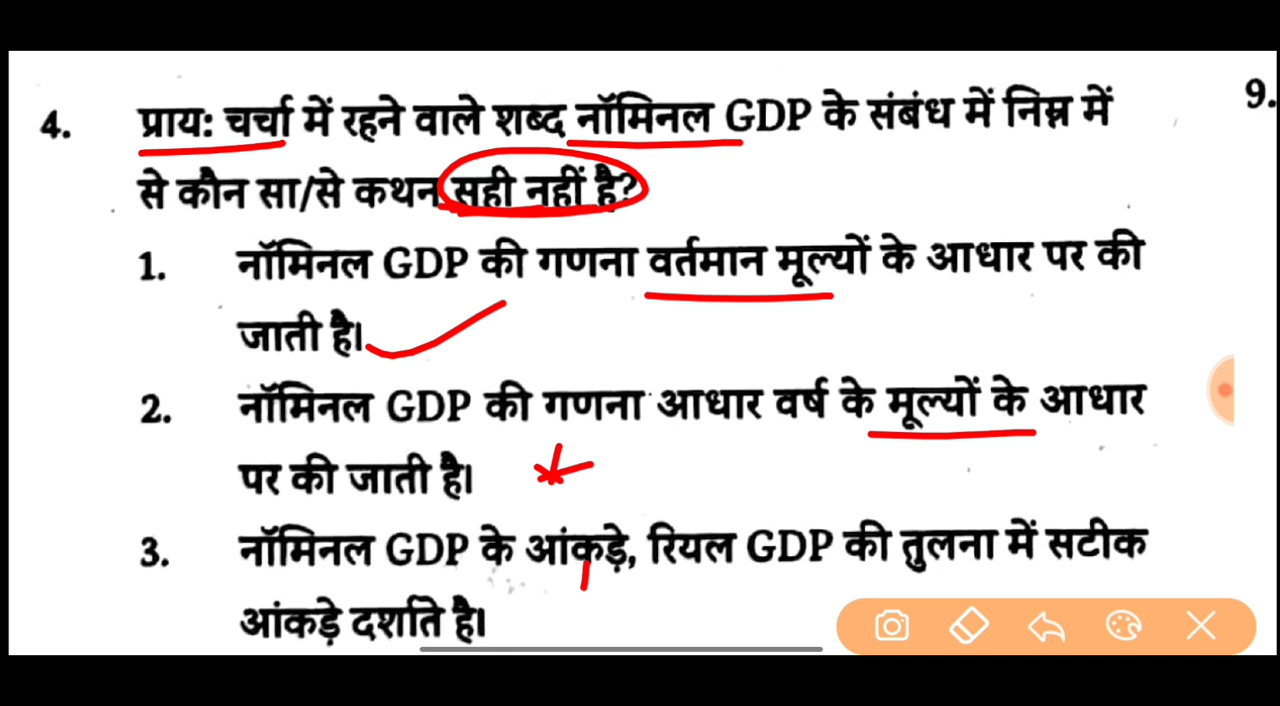 4. प्राय: चर्चा में रहने वाले शब्द नॉमिनल GDP के संबंध में निम्न में
से कौन सा/से कथन सही नहीं है?
1. नॉमिनल GDP की गणना वर्तमान मूल्यों के आधार पर की
जाती है।
2. नॉमिनल GDP की गणना आधार वर्ष के मूल्यों के आधार
पर की जाती है।
3. नॉमिनल GDP के आंकड़े, रियल GDP की तुलना में सटीक
आंकड़े दर्शाते है।
9.